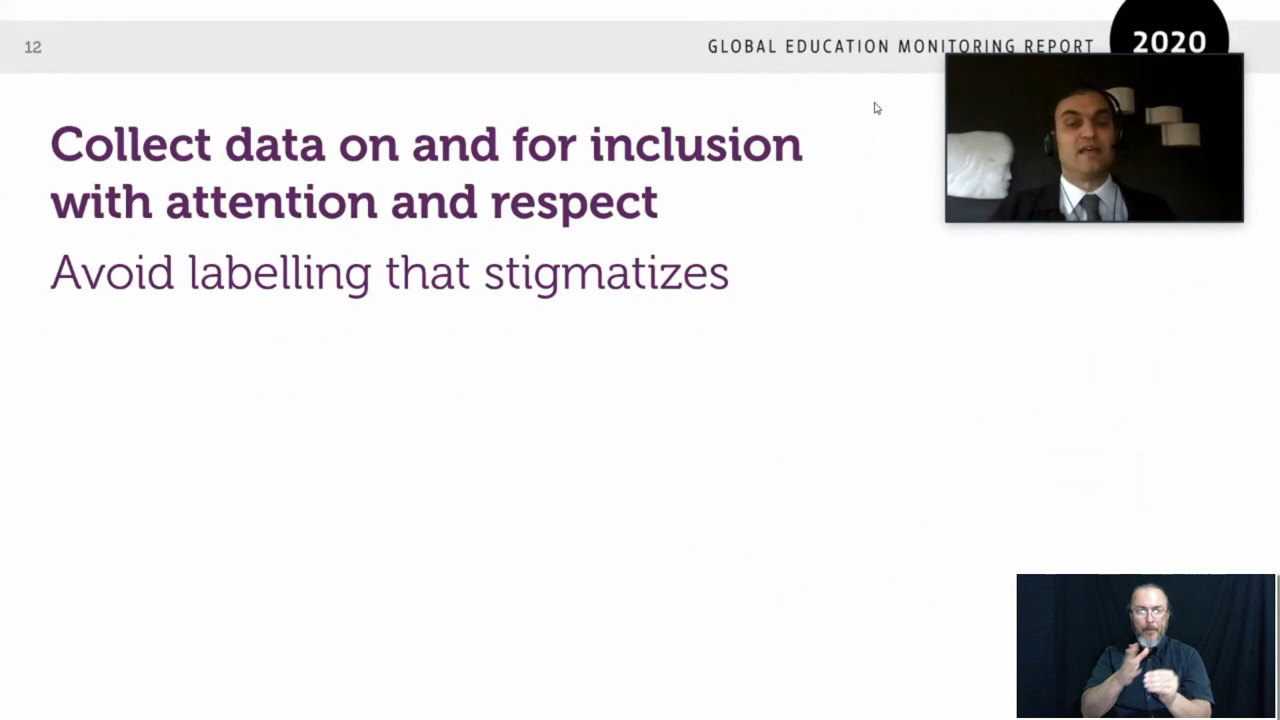 12
GLOBAL EDUCATION MONITORING REPORT
2020
Collect data on and for inclusion
with attention and respect
Avoid labelling that stigmatizes